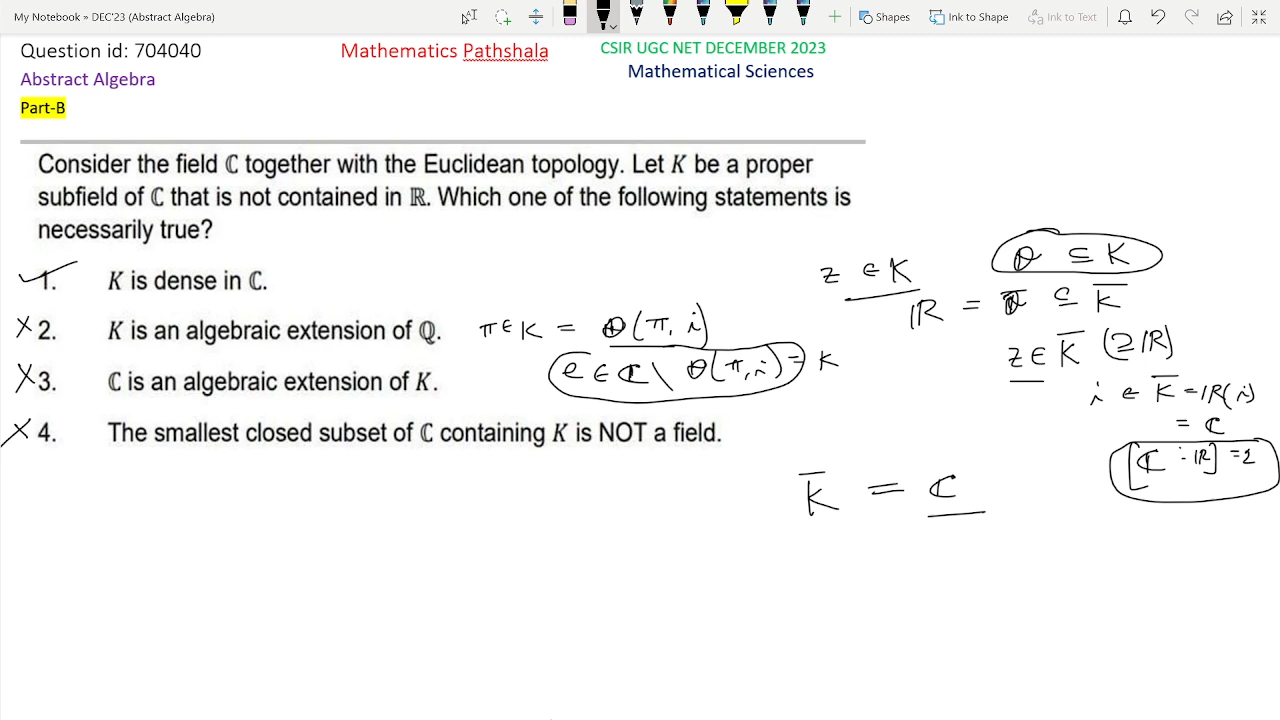 My Notebook » DEC'23 (Abstract Algebra)
Shapes Ink to Shape Ink to Text
Question id: 704040 Mathematics Pathshala CSIR UGC NET DECEMBER 2023
Abstract Algebra Mathematical Sciences
Part-B
Consider the field ℂ together with the Euclidean topology. Let K be a proper
subfield of ℂ that is not contained in ℝ. Which one of the following statements is
necessarily true?
✓1. K is dense in ℂ.
×2. K is an algebraic extension of ℚ.
×3. ℂ is an algebraic extension of K.
×4. The smallest closed subset of ℂ containing K is NOT a field.
π ∈ K = ℚ(π, i)
e ∈ ℂ \ ℚ(π, i) = K
z ∈ K
ℚ ⊆ K
ℝ = ℚ̅ ⊆ K̅
z ∈ K̅ (⊇ ℝ)
i ∈ K̅ = ℝ(i)
= ℂ
[ℂ : ℝ] = 2
K̅ = ℂ